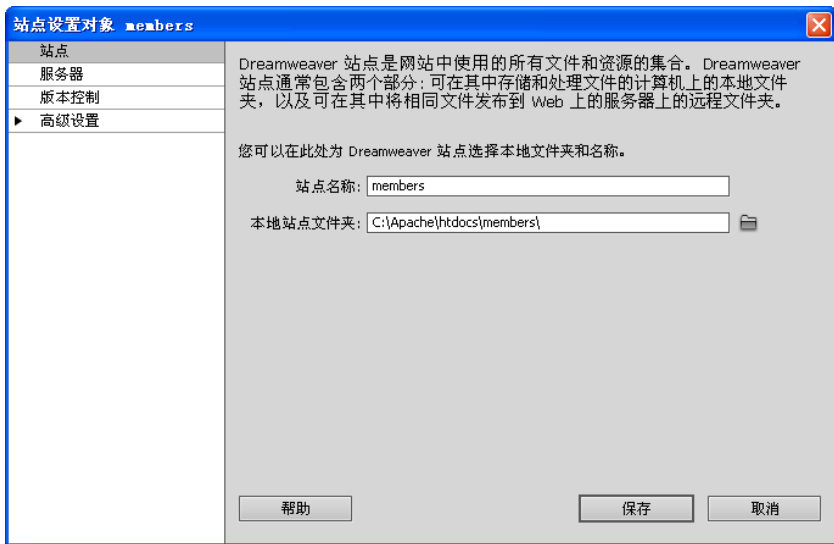 站点设置对象 members
站点
服务器
版本控制
高级设置
Dreamweaver 站点是网站中使用的所有文件和资源的集合。Dreamweaver
站点通常包含两个部分: 可在其中存储和处理文件的计算机上的本地文件
夹，以及可在其中将相同文件发布到 Web 上的服务器上的远程文件夹。
您可以在此处为 Dreamweaver 站点选择本地文件夹和名称。
站点名称: members
本地站点文件夹: C:\Apache\htdocs\members\
帮助 保存 取消